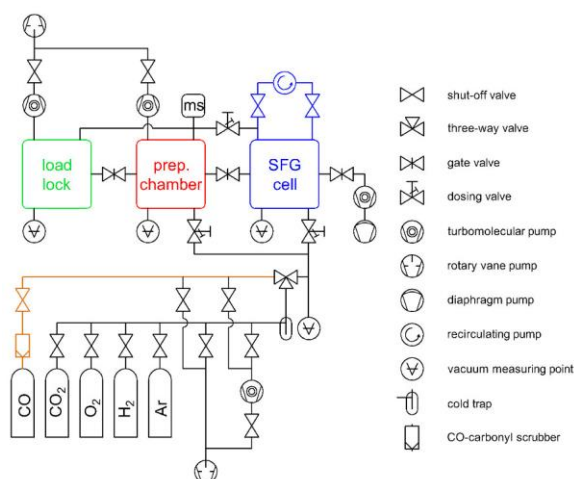 ms
load
lock
prep.
chamber
SFG
cell
CO
CO2
O2
H2
Ar
shut-off valve
three-way valve
gate valve
dosing valve
turbomolecular pump
rotary vane pump
diaphragm pump
recirculating pump
vacuum measuring point
cold trap
CO-carbonyl scrubber